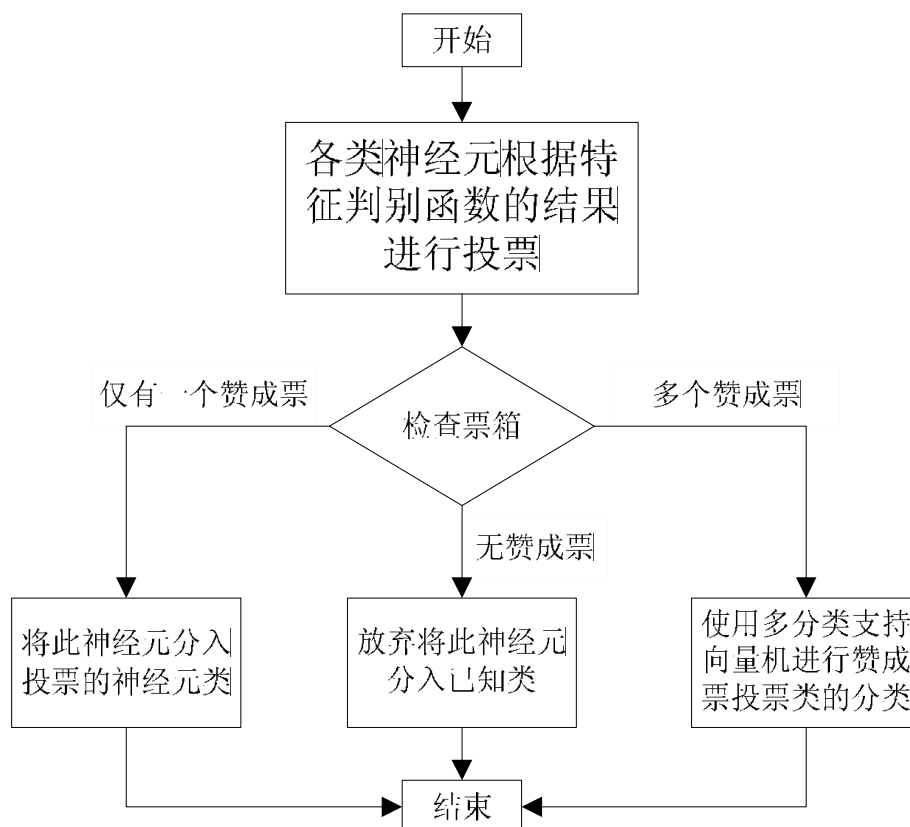 开始
各类神经元根据特
征判别函数的结果
进行投票
仅有一个赞成票
多个赞成票
检查票箱
无赞成票
将此神经元分入
投票的神经元类
放弃将此神经元
分入已知类
使用多分类支持
向量机进行赞成
票投票类的分类
结束